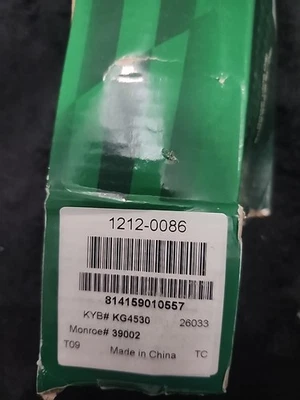 1212-0086
814159010557
KYB# KG4530 26033
Monroe# 39002
T09 Made in China TC